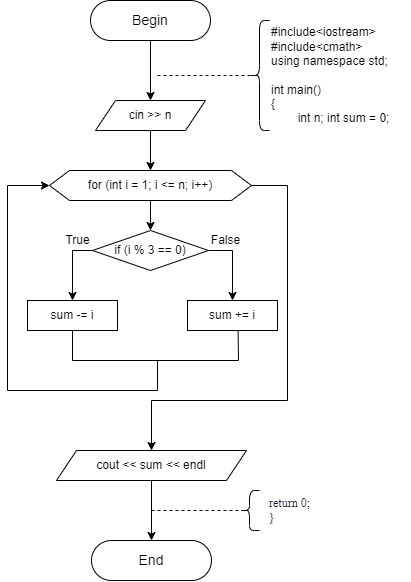 Begin
#include<iostream>
#include<cmath>
using namespace std;
int main()
{
int n; int sum = 0;
cin >> n
for (int i = 1; i <= n; i++)
True
False
if (i % 3 == 0)
sum -= i
sum += i
cout << sum << endl
return 0;
}
End